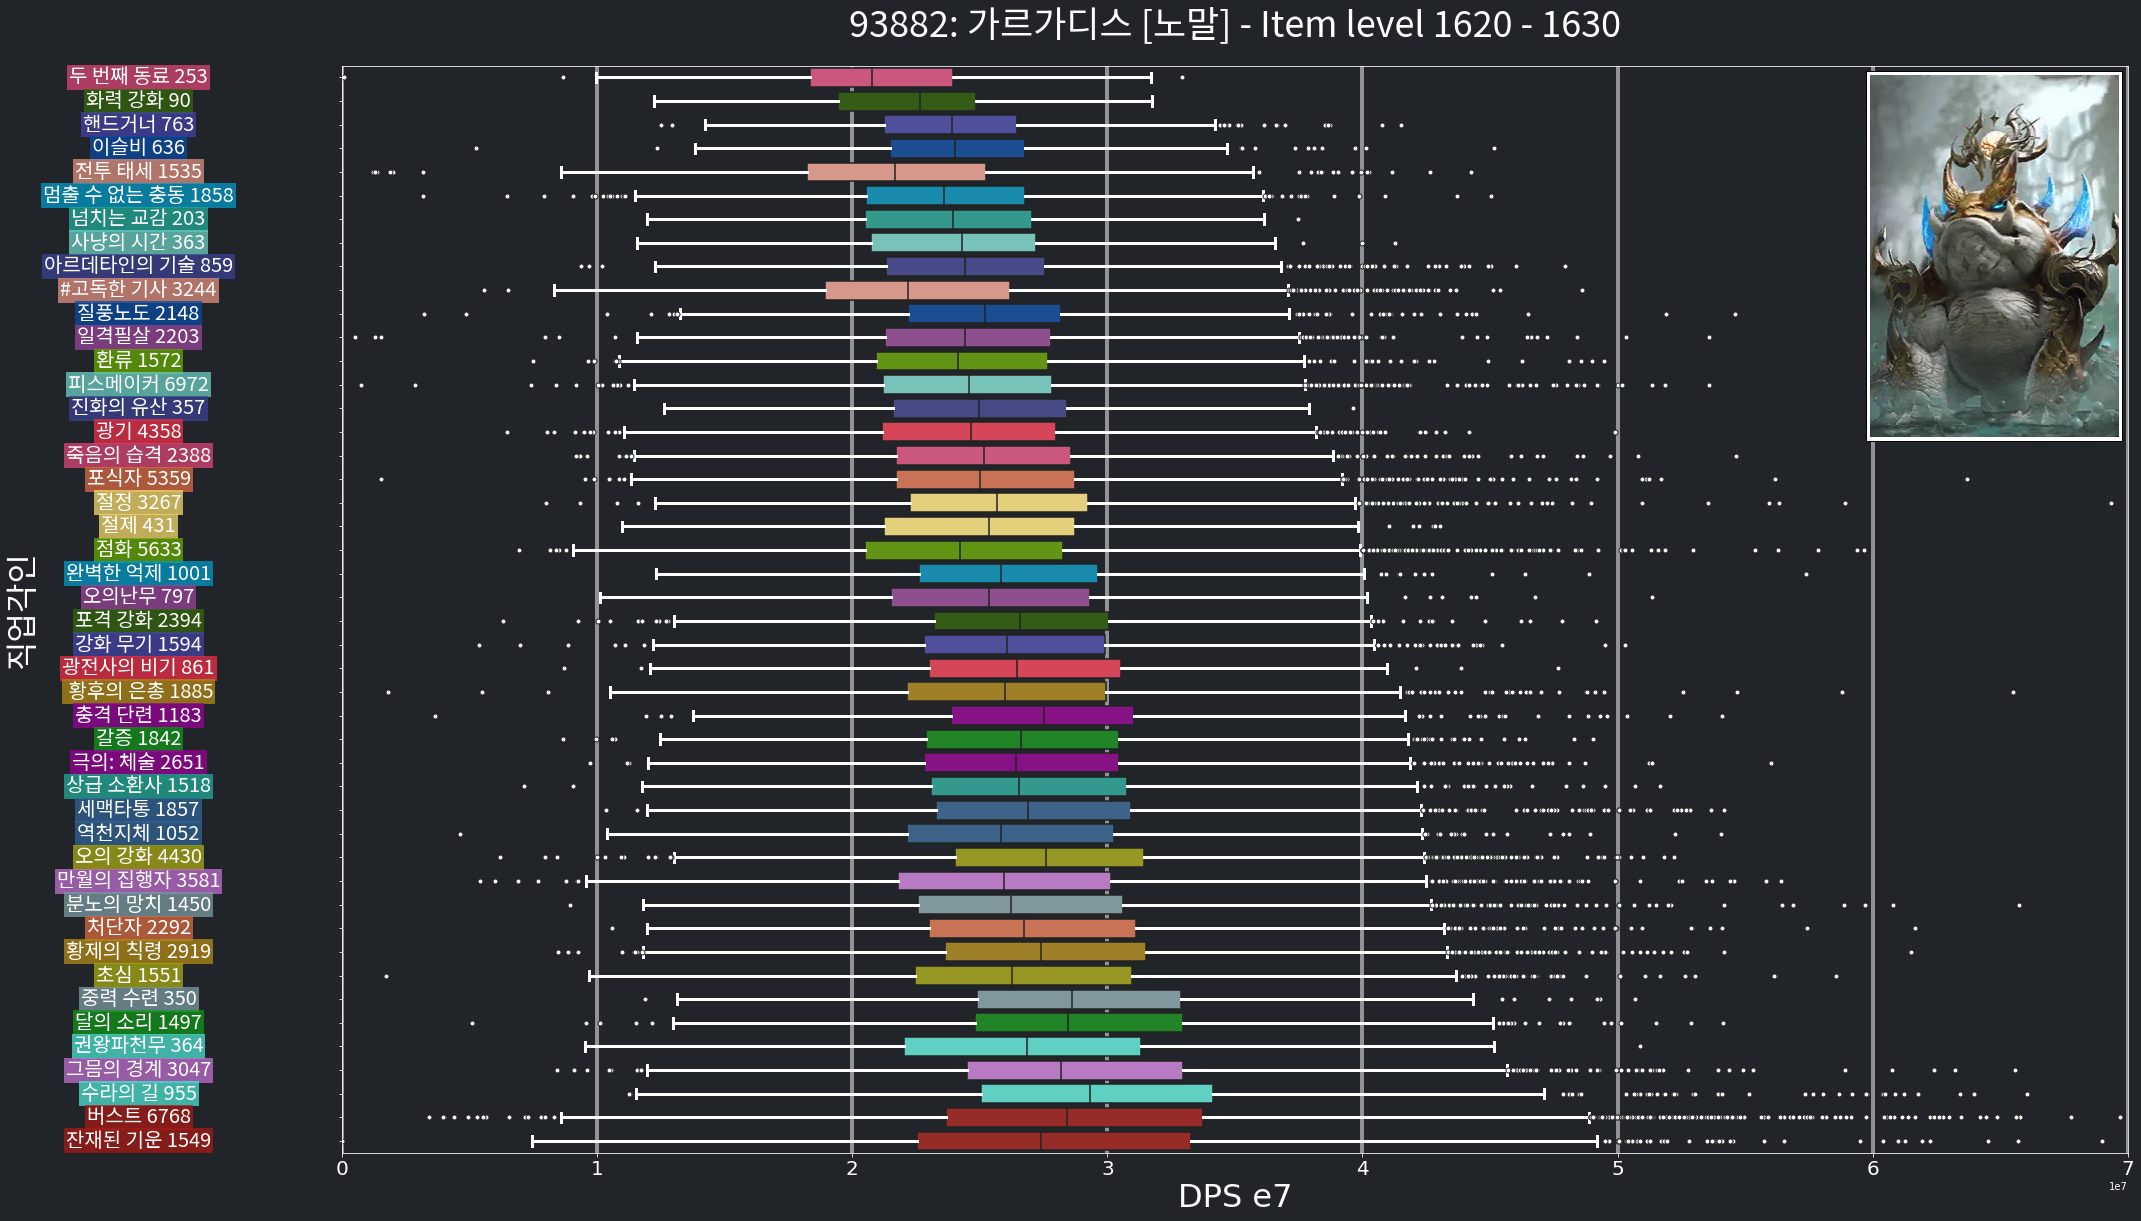 93882: 가르가디스 [노말] - Item level 1620 - 1630
두 번째 동료 253
화력 강화 90
핸드거너 763
이슬비 636
전투 태세 1535
멈출 수 없는 충동 1858
넘치는 교감 203
사냥의 시간 363
아르데타인의 기술 859
#고독한 기사 3244
질풍노도 2148
일격필살 2203
환류 1572
피스메이커 6972
진화의 유산 357
광기 4358
죽음의 습격 2388
포식자 5359
절정 3267
절제 431
점화 5633
완벽한 억제 1001
오의난무 797
포격 강화 2394
강화 무기 1594
광전사의 비기 861
황후의 은총 1885
충격 단련 1183
갈증 1842
극의: 체술 2651
상급 소환사 1518
세맥타통 1857
역천지체 1052
오의 강화 4430
만월의 집행자 3581
분노의 망치 1450
처단자 2292
황제의 칙령 2919
초심 1551
중력 수련 350
달의 소리 1497
권왕파천무 364
그믐의 경계 3047
수라의 길 955
버스트 6768
잔재된 기운 1549
직업각인
0 1 2 3 4 5 6 7
DPS e7
1e7